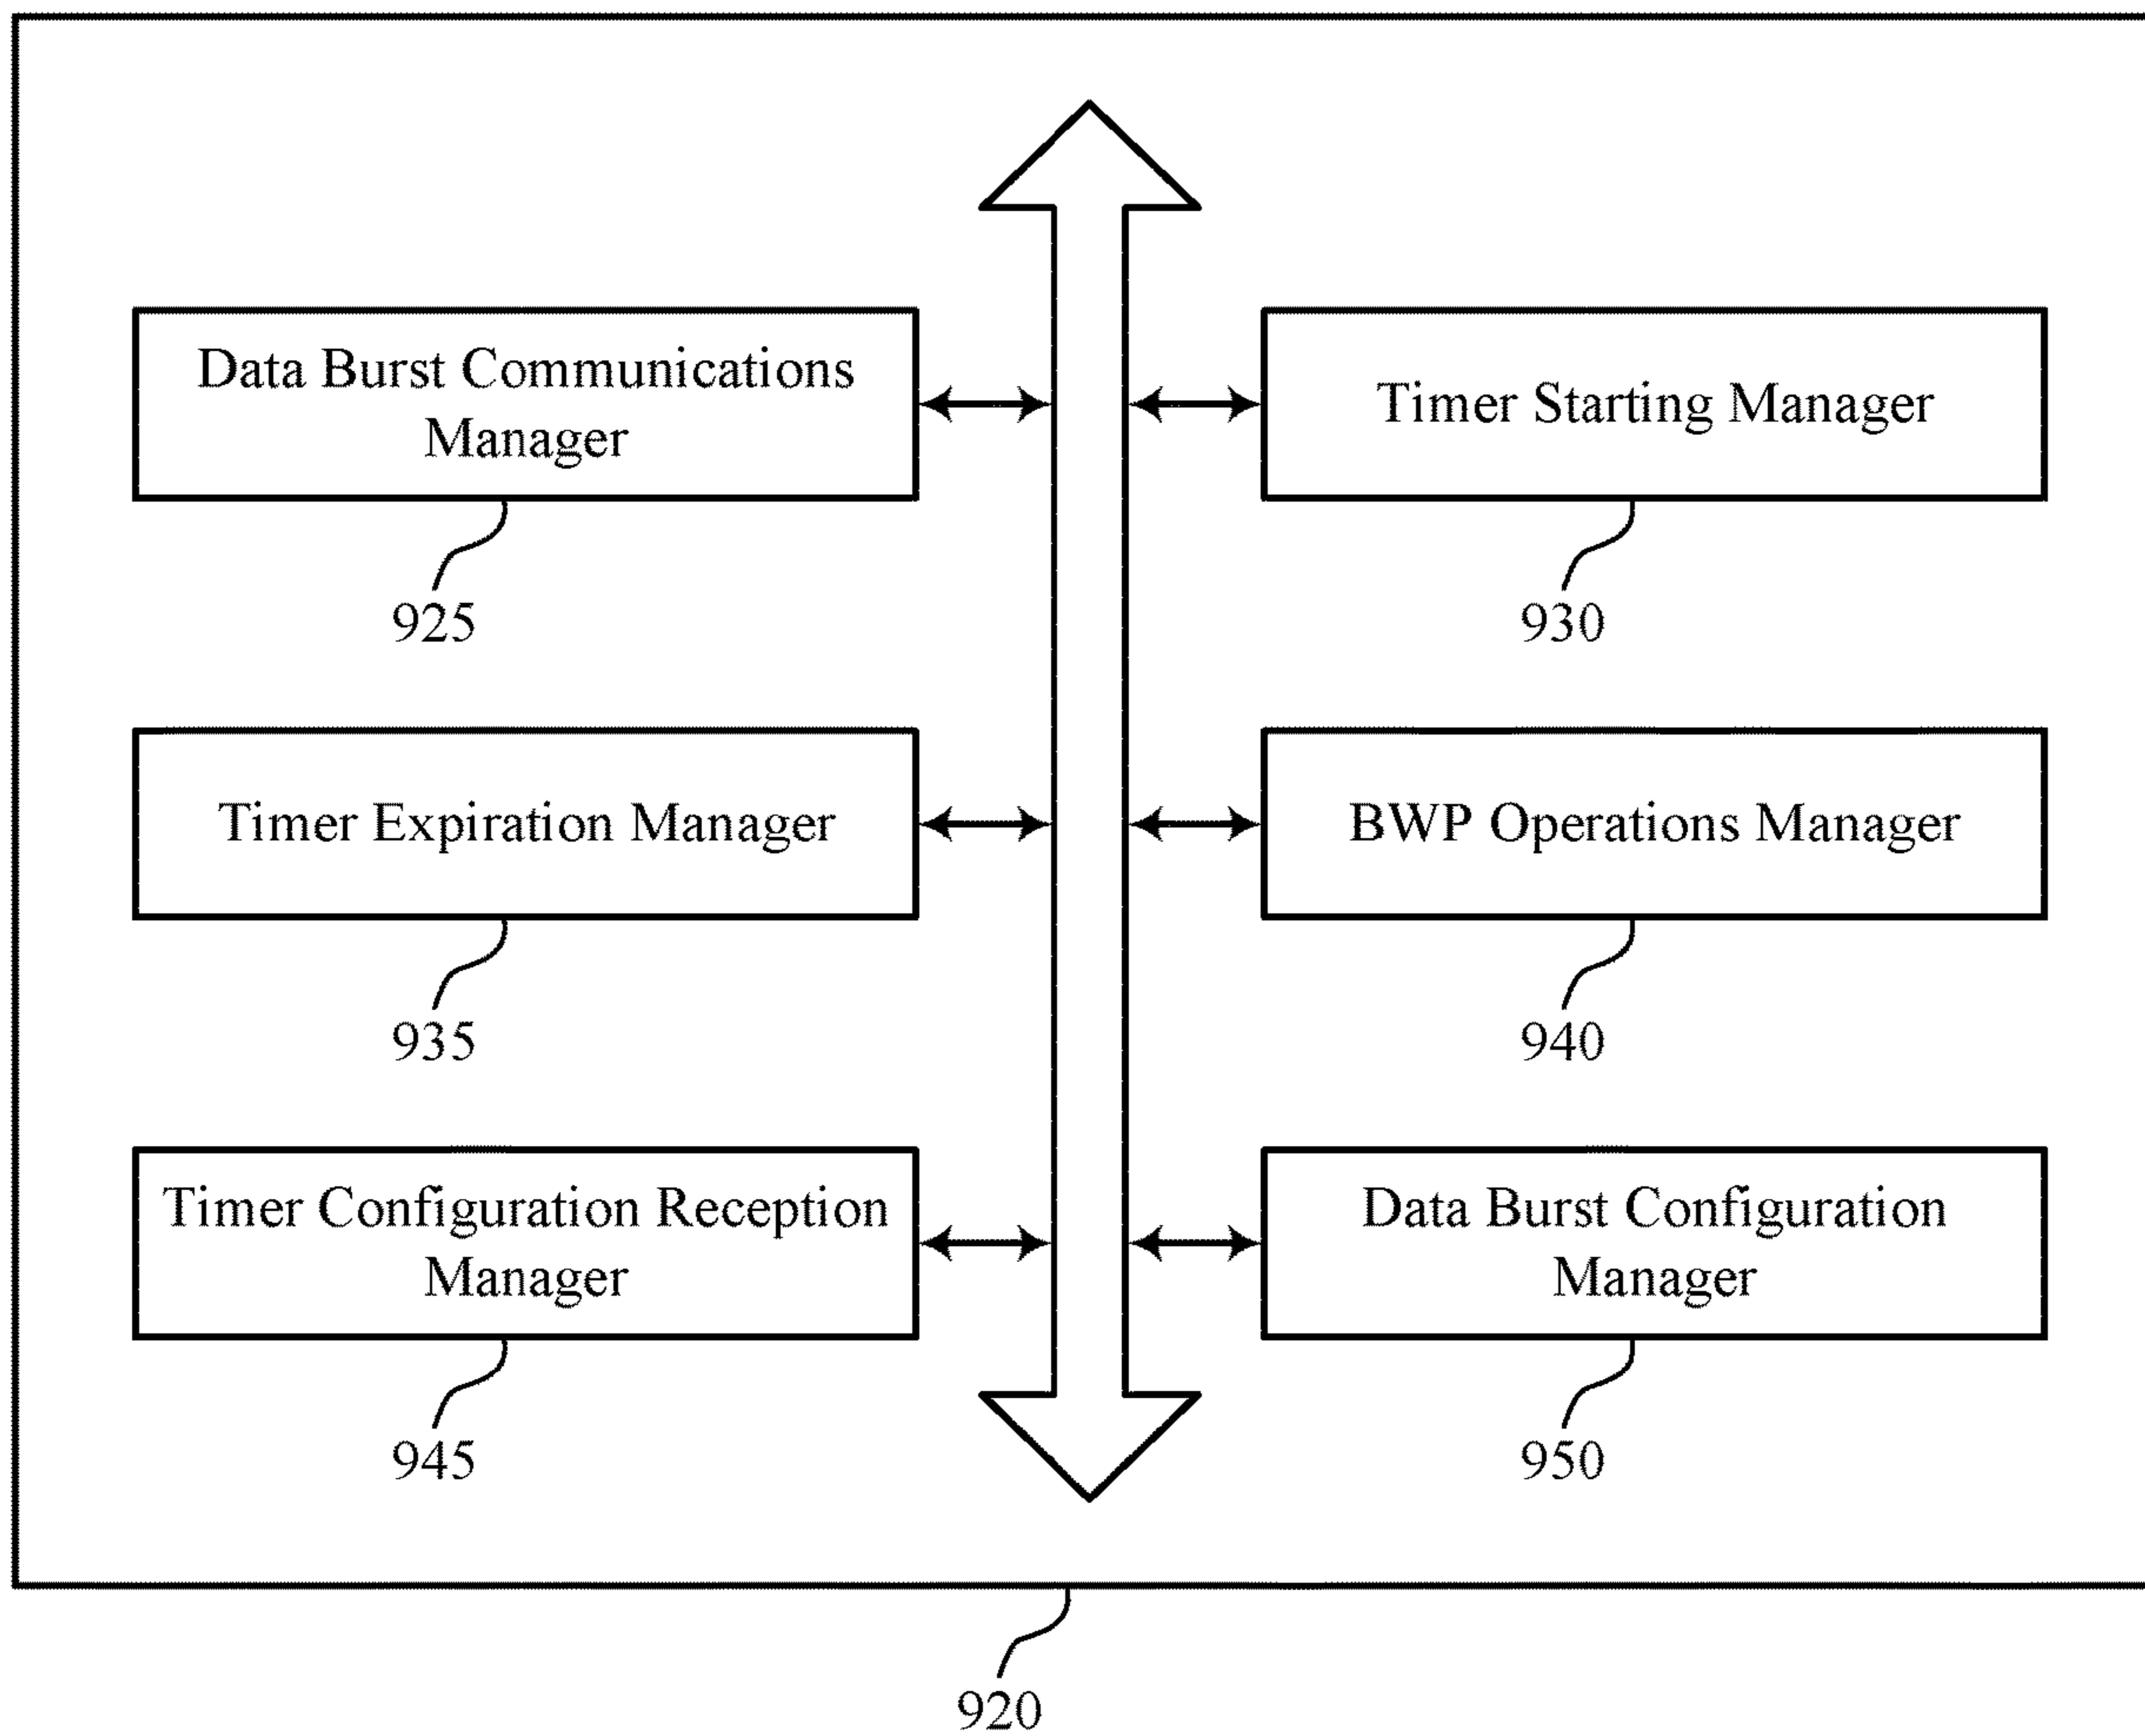 Data Burst Communications
Manager
925
Timer Starting Manager
930
Timer Expiration Manager
935
BWP Operations Manager
940
Timer Configuration Reception
Manager
945
Data Burst Configuration
Manager
950
920